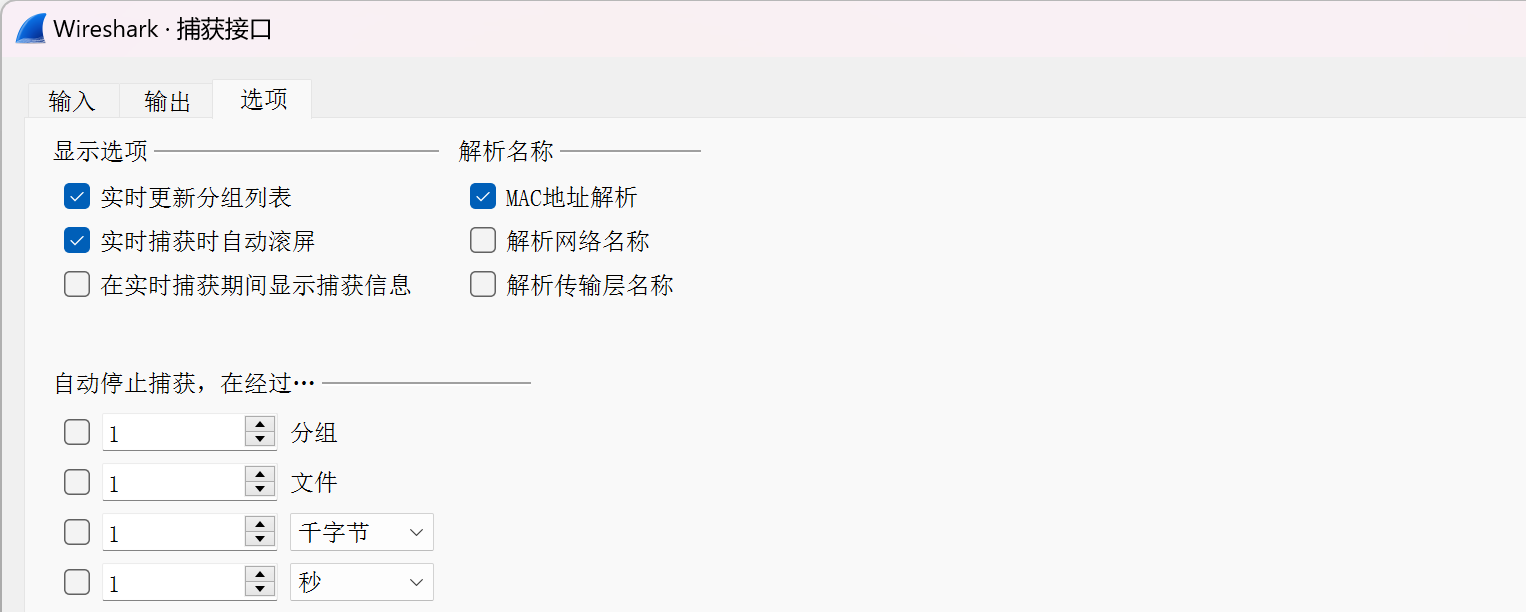 Wireshark · 捕获接口
输入 输出 选项
显示选项 解析名称
实时更新分组列表 MAC地址解析
实时捕获时自动滚屏 解析网络名称
在实时捕获期间显示捕获信息 解析传输层名称
自动停止捕获，在经过…
1 分组
1 文件
1 千字节
1 秒